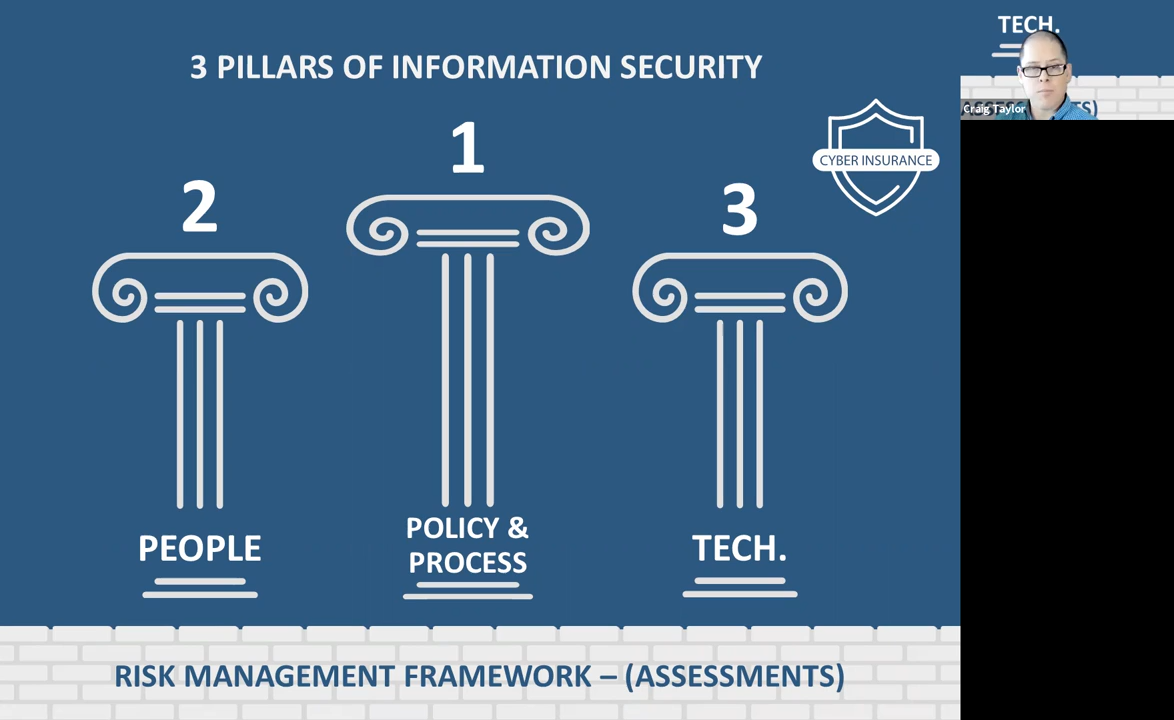 3 PILLARS OF INFORMATION SECURITY
1
2
3
CYBER INSURANCE
PEOPLE
POLICY &
PROCESS
TECH.
RISK MANAGEMENT FRAMEWORK – (ASSESSMENTS)
TECH.
Craig Taylor